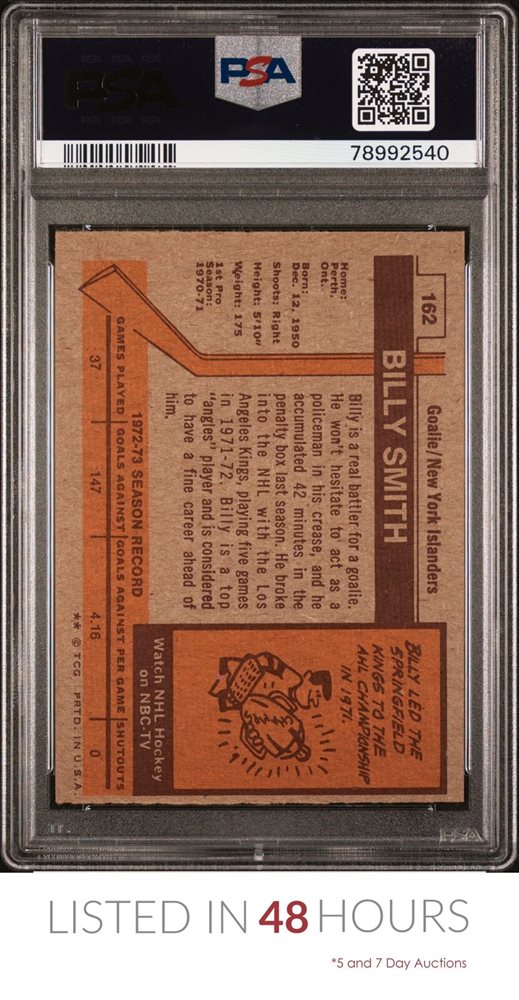 PSA
PSA
78992540
162
Goalie/New York Islanders
BILLY SMITH
Home:
Perth,
Ont.
Born:
Dec. 12, 1950
Shoots: Right
Height: 5'10"
Weight: 175
1st Pro
Season:
1970-71
Billy is a real battler for a goalie.
He won't hesitate to act as a
policeman in his crease, and he
accumulated 42 minutes in the
penalty box last season. He broke
into the NHL with the Los
Angeles Kings, playing five games
in 1971-72. Billy is a top
"angles" player and is considered
to have a fine career ahead of
him.
BILLY LED THE
SPRINGFIELD
KINGS TO THE
AHL CHAMPIONSHIP
IN 1971.
Watch NHL Hockey
on NBC-TV
1972-73 SEASON RECORD
GAMES PLAYED GOALS AGAINST GOALS AGAINST PER GAME SHUTOUTS
37 147 4.16 0
** © TCG PRTD. IN U.S.A.
PSA
LISTED IN 48 HOURS
*5 and 7 Day Auctions